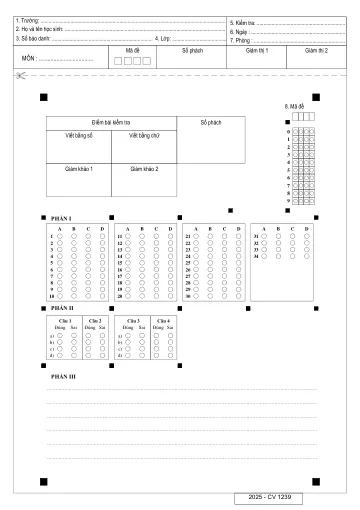 1. Trường:
5. Kiểm tra:
2. Họ và tên học sinh:
6. Ngày :
3. Số báo danh: 4. Lớp:
7. Phòng :
MÔN :
Mã đề
Số phách
Giám thị 1
Giám thị 2
8. Mã đề
Điểm bài kiểm tra
Số phách
Viết bằng số
Viết bằng chữ
Giám khảo 1
Giám khảo 2
0
1
2
3
4
5
6
7
8
9
PHẦN I
A B C D A B C D A B C D A B C D
1 11 21 31
2 12 22 32
3 13 23 33
4 14 24 34
5 15 25
6 16 26
7 17 27
8 18 28
9 19 29
10 20 30
PHẦN II
Câu 1 Câu 2 Câu 3 Câu 4
Đúng Sai Đúng Sai Đúng Sai Đúng Sai
a) a)
b) b)
c) c)
d) d)
PHẦN III
2025 - CV 1239